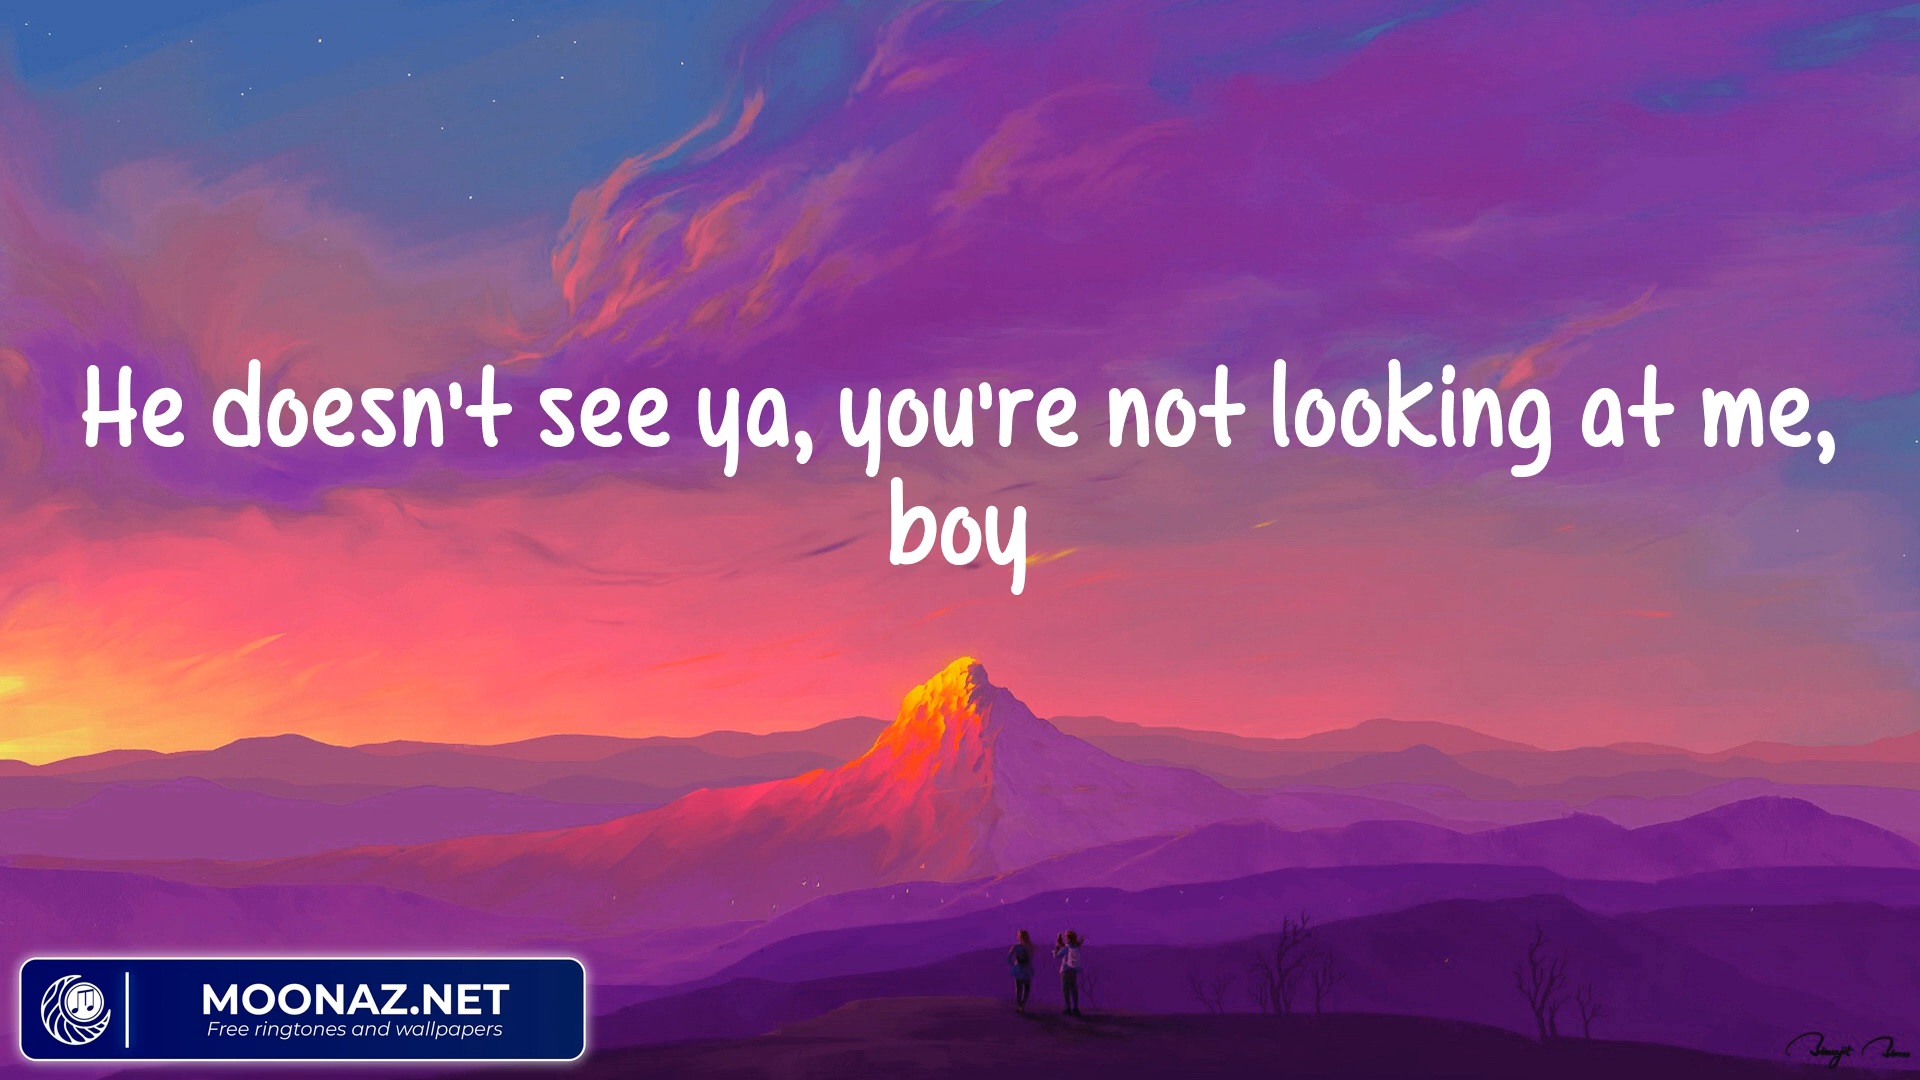 He doesn't see ya, you're not looking at me,
boy
MOONAZ.NET
Free ringtones and wallpapers